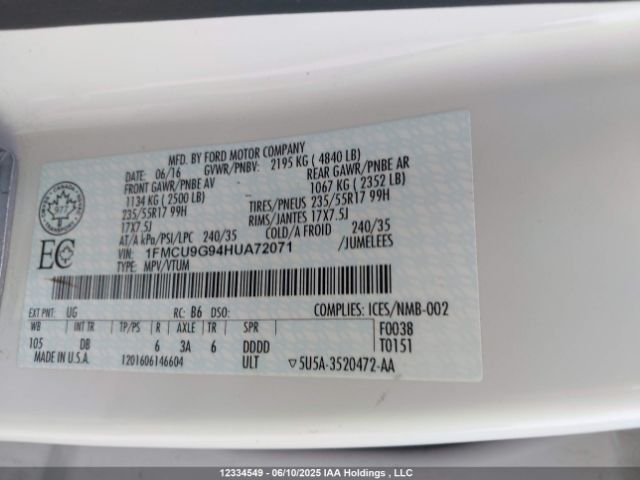 MFD. BY FORD MOTOR COMPANY
DATE: 06/16 GVWR/PNBV: 2195 KG ( 4840 LB)
FRONT GAWR/PNBE AV REAR GAWR/PNBE AR
1134 KG ( 2500 LB) 1067 KG ( 2352 LB)
235/55R17 99H TIRES/PNEUS 235/55R17 99H
17X7.5J RIMS/JANTES 17X7.5J
AT/A kPa/PSI/LPC 240/35 COLD/A FROID 240/35
VIN: 1FMCU9G94HUA72071 /JUMELEES
TYPE: MPV/VTUM
EC
EXT PNT: UG RC: B6 DSO: COMPLIES: ICES/NMB-002
WB INT TR TP/PS R AXLE TR SPR F0038
105 DB 6 3A 6 DDDD T0151
MADE IN U.S.A. 1201606146604 ULT ▽5U5A-3520472-AA
12334549 - 06/10/2025 IAA Holdings , LLC